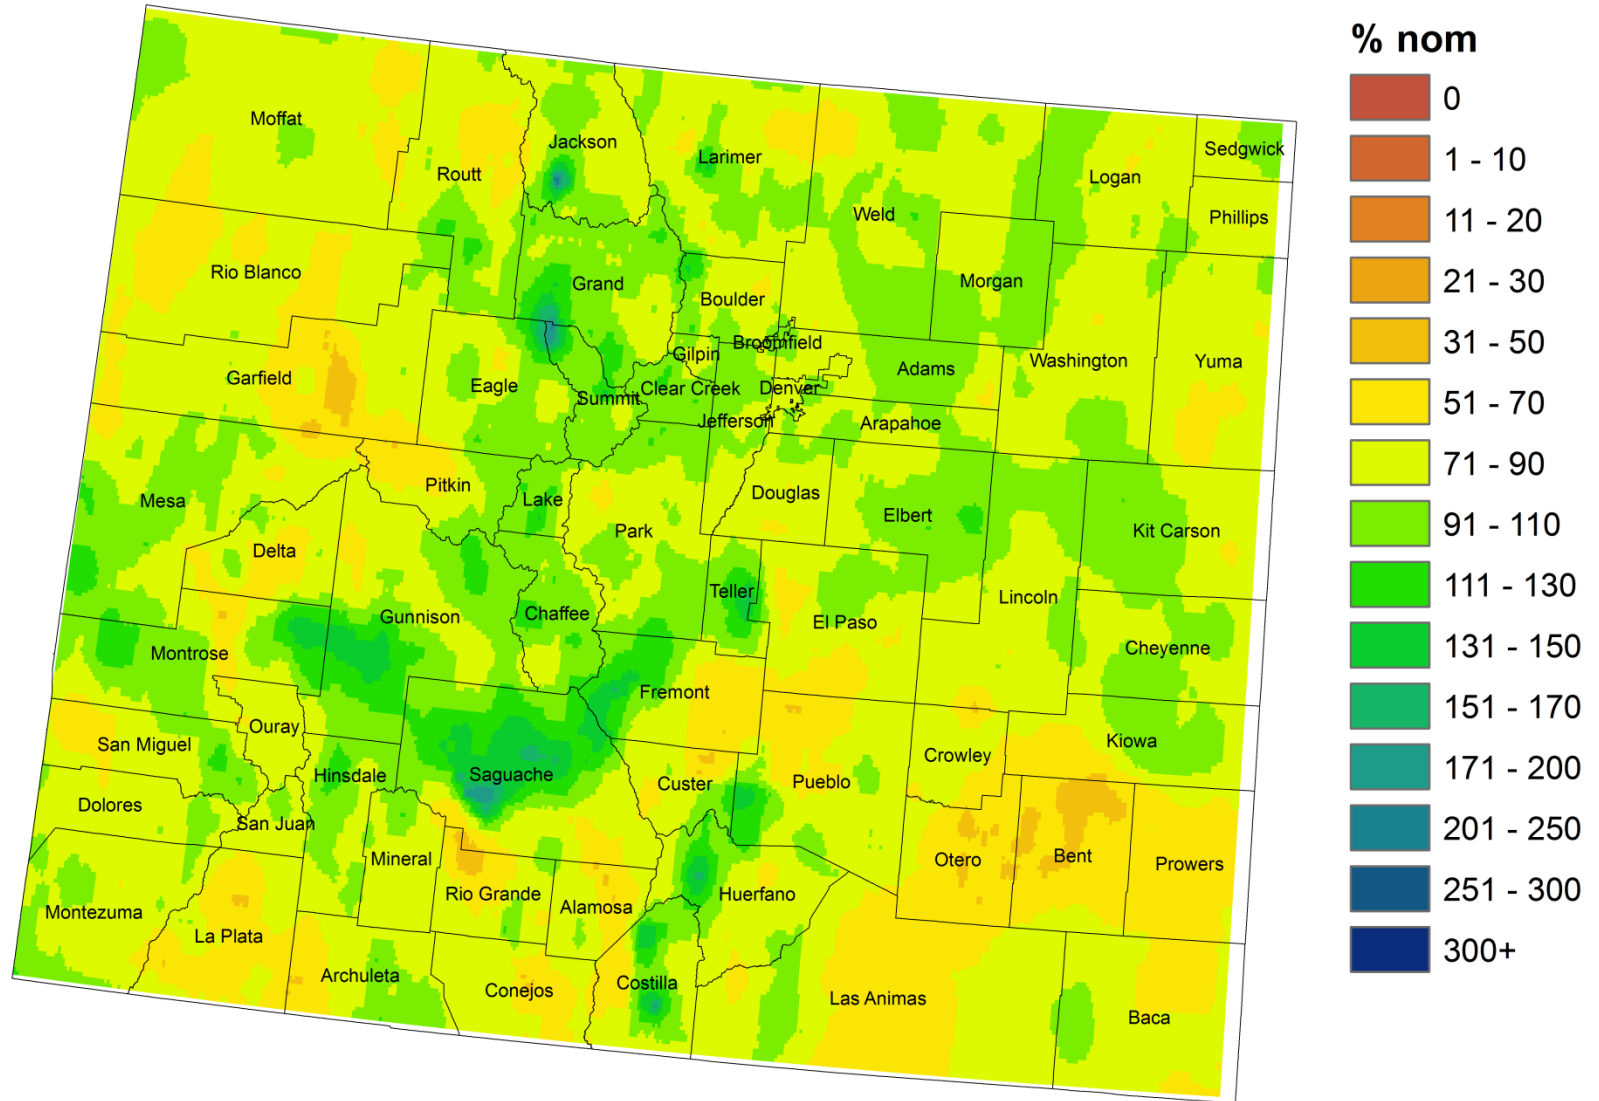 % nom
0
1 - 10
11 - 20
21 - 30
31 - 50
51 - 70
71 - 90
91 - 110
111 - 130
131 - 150
151 - 170
171 - 200
201 - 250
251 - 300
300+
Moffat
Routt
Jackson
Larimer
Weld
Logan
Sedgwick
Phillips
Rio Blanco
Grand
Boulder
Morgan
Broomfield
Gilpin
Washington
Yuma
Garfield
Eagle
Summit
Clear Creek
Denver
Adams
Jefferson
Arapahoe
Mesa
Pitkin
Lake
Park
Douglas
Elbert
Kit Carson
Delta
Gunnison
Chaffee
Teller
El Paso
Lincoln
Cheyenne
Montrose
Fremont
Ouray
San Miguel
Hinsdale
Saguache
Custer
Pueblo
Crowley
Kiowa
Dolores
San Juan
Mineral
Rio Grande
Alamosa
Huerfano
Otero
Bent
Prowers
Montezuma
La Plata
Archuleta
Conejos
Costilla
Las Animas
Baca